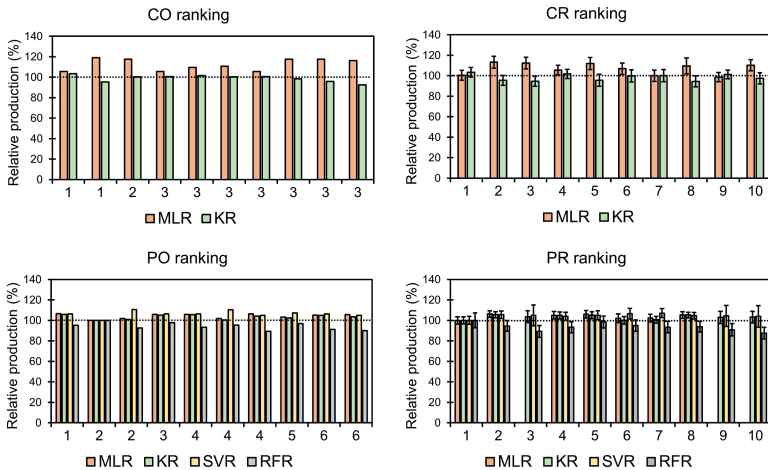 CO ranking
Relative production (%)
140
120
100
80
60
40
20
0
1 1 2 3 3 3 3 3 3 3
MLR KR
CR ranking
Relative production (%)
140
120
100
80
60
40
20
0
1 2 3 4 5 6 7 8 9 10
MLR KR
PO ranking
Relative production (%)
140
120
100
80
60
40
20
0
1 2 2 3 4 4 4 5 6 6
MLR KR SVR RFR
PR ranking
Relative production (%)
140
120
100
80
60
40
20
0
1 2 3 4 5 6 7 8 9 10
MLR KR SVR RFR